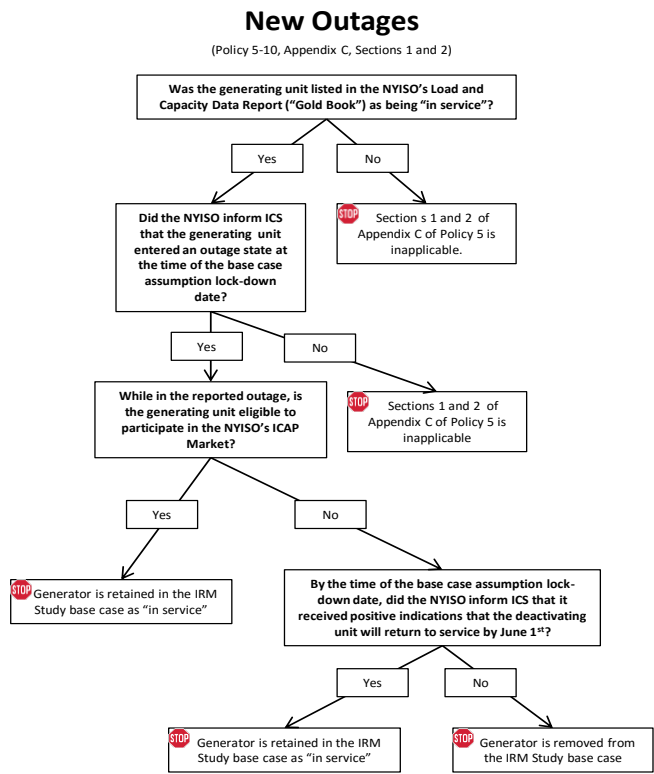 New Outages
(Policy 5-10, Appendix C, Sections 1 and 2)
Was the generating unit listed in the NYISO's Load and
Capacity Data Report ("Gold Book") as being "in service"?
Yes
No
Did the NYISO inform ICS
that the generating unit
entered an outage state at
the time of the base case
assumption lock-down
date?
STOP
Section s 1 and 2 of
Appendix C of Policy 5 is
inapplicable.
Yes
No
While in the reported outage, is
the generating unit eligible to
participate in the NYISO's ICAP
Market?
STOP
Sections 1 and 2 of
Appendix C of Policy 5 is
inapplicable
Yes
No
STOP
Generator is retained in the IRM
Study base case as "in service"
By the time of the base case assumption lock-
down date, did the NYISO inform ICS that it
received positive indications that the deactivating
unit will return to service by June 1st?
Yes
No
STOP
Generator is retained in the IRM
Study base case as "in service"
STOP
Generator is removed from
the IRM Study base case